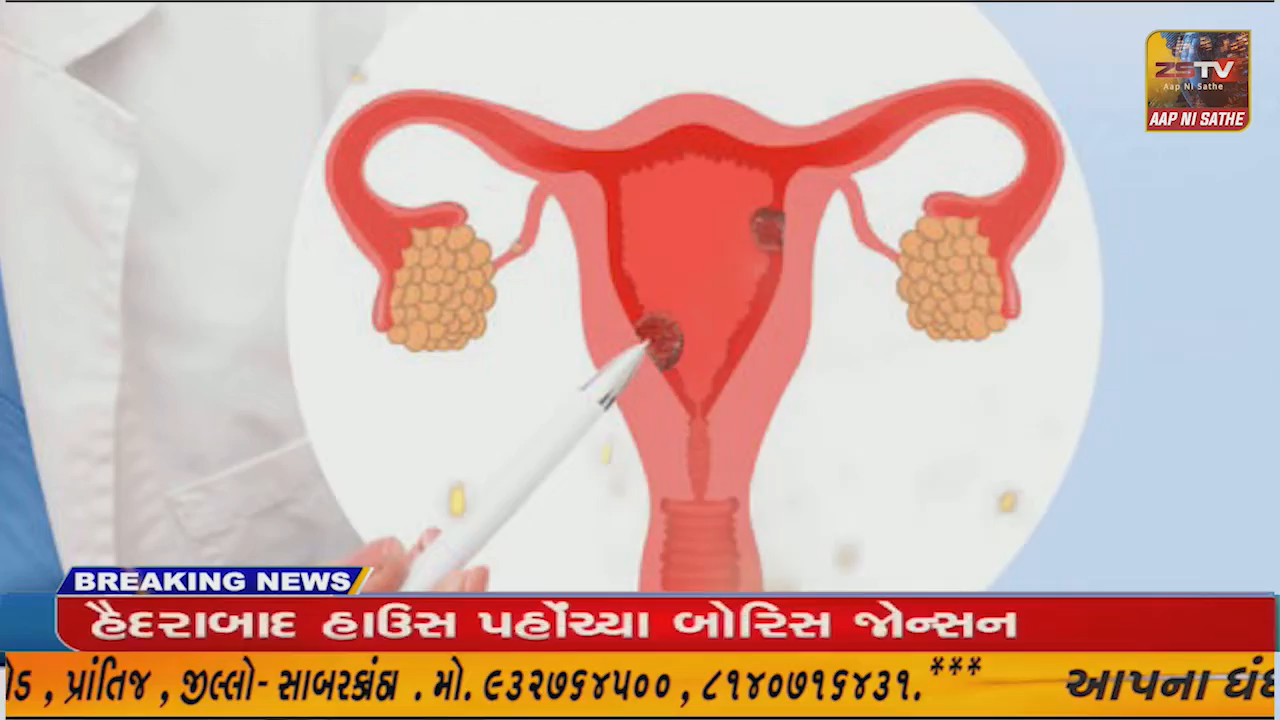 ZSTV
Aap Ni Sathe
AAP NI SATHE
BREAKING NEWS
હૈદરાબાદ હાઉસ પહોંચ્યા બોરિસ જોન્સન
ોડ , પ્રાંતિજ , જીલ્લો- સાબરકાંઠા . મો. ૯૩૨૭૬૪૫૦૦ , ૮૧૪૦૭૧૬૪૩૧. *** આપના ધંધ